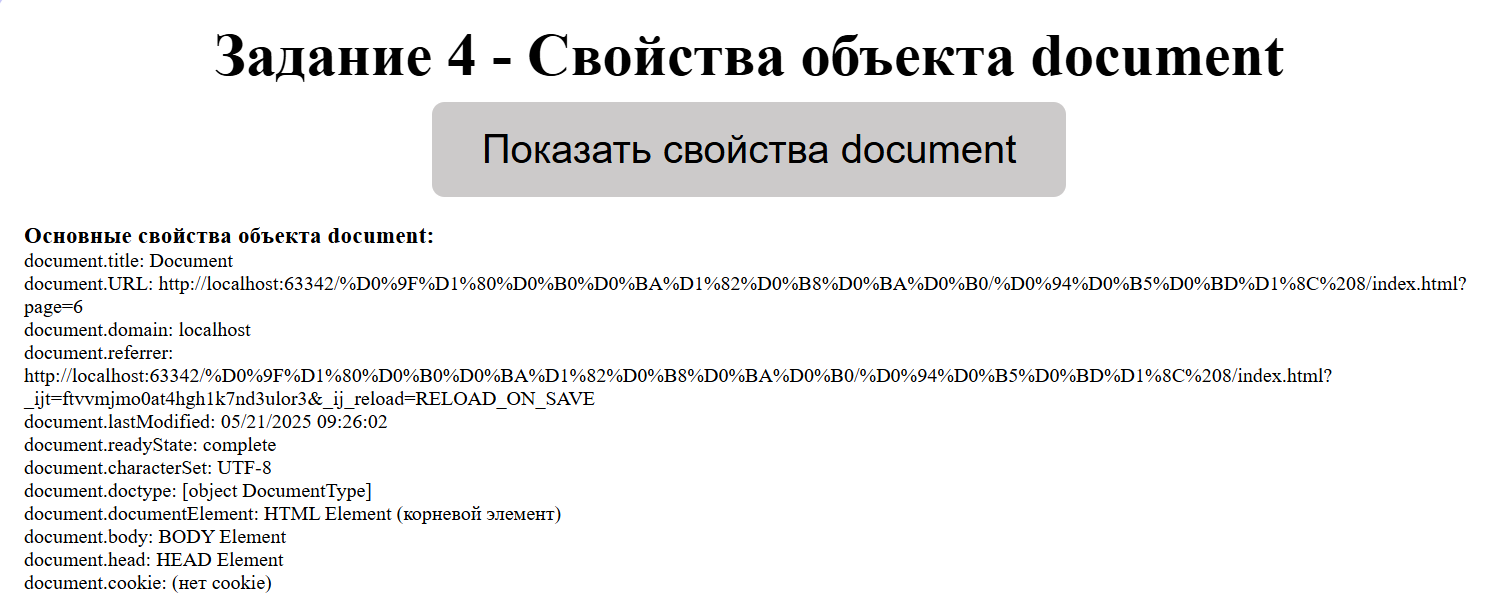 Задание 4 - Свойства объекта document
Показать свойства document
Основные свойства объекта document:
document.title: Document
document.URL: http://localhost:63342/%D0%9F%D1%80%D0%B0%D0%BA%D1%82%D0%B8%D0%BA%D0%B0/%D0%94%D0%B5%D0%BD%D1%8C%208/index.html?
page=6
document.domain: localhost
document.referrer:
http://localhost:63342/%D0%9F%D1%80%D0%B0%D0%BA%D1%82%D0%B8%D0%BA%D0%B0/%D0%94%D0%B5%D0%BD%D1%8C%208/index.html?
_ijt=ftvvmjmo0at4hgh1k7nd3ulor3&_ij_reload=RELOAD_ON_SAVE
document.lastModified: 05/21/2025 09:26:02
document.readyState: complete
document.characterSet: UTF-8
document.doctype: [object DocumentType]
document.documentElement: HTML Element (корневой элемент)
document.body: BODY Element
document.head: HEAD Element
document.cookie: (нет cookie)